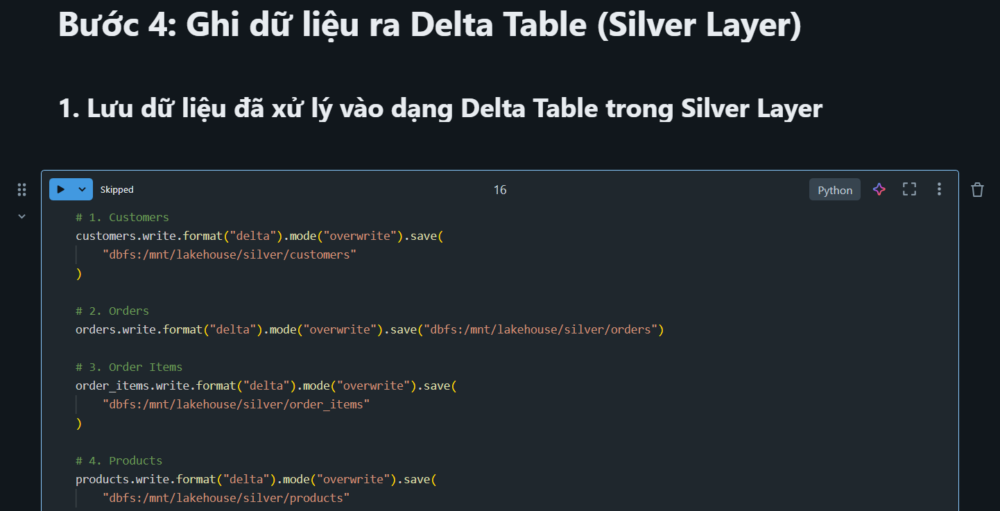 Bước 4: Ghi dữ liệu ra Delta Table (Silver Layer)
1. Lưu dữ liệu đã xử lý vào dạng Delta Table trong Silver Layer
Skipped
16
Python
# 1. Customers
customers.write.format("delta").mode("overwrite").save(
    "dbfs:/mnt/lakehouse/silver/customers"
)
# 2. Orders
orders.write.format("delta").mode("overwrite").save("dbfs:/mnt/lakehouse/silver/orders")
# 3. Order Items
order_items.write.format("delta").mode("overwrite").save(
    "dbfs:/mnt/lakehouse/silver/order_items"
)
# 4. Products
products.write.format("delta").mode("overwrite").save(
    "dbfs:/mnt/lakehouse/silver/products"